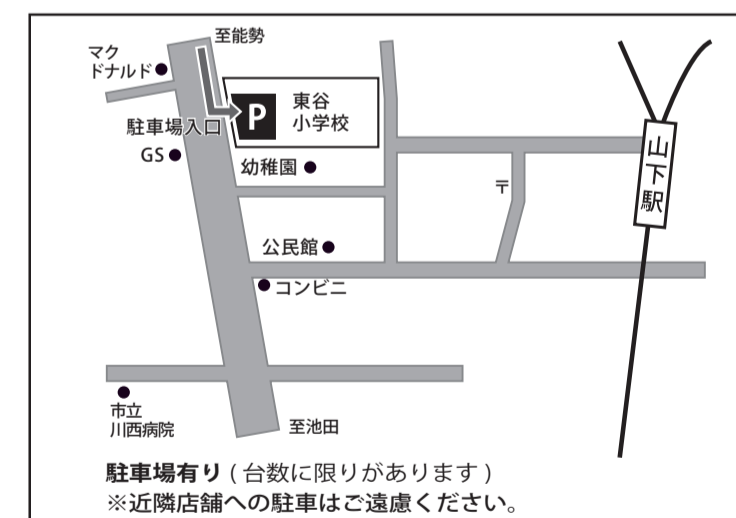 至能勢
マク
ドナルド
P
東谷
小学校
駐車場入口
GS
幼稚園
〒
山下駅
公民館
コンビニ
市立
川西病院
至池田
駐車場有り ( 台数に限りがあります )
※近隣店舗への駐車はご遠慮ください。